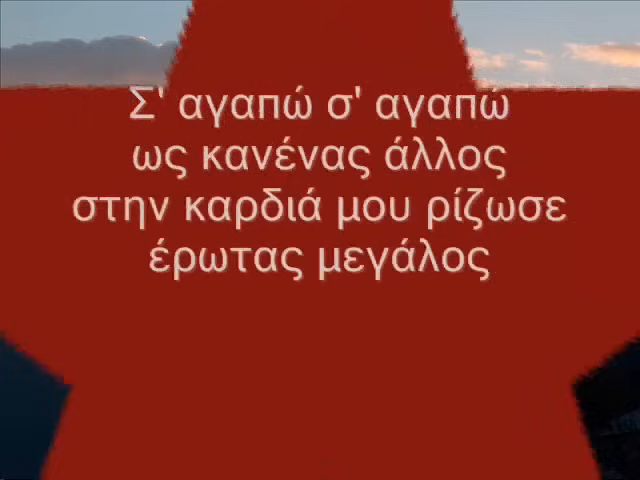 Σ' αγαπώ σ' αγαπώ
ως κανένας άλλος
στην καρδιά μου ρίζωσε
έρωτας μεγάλος